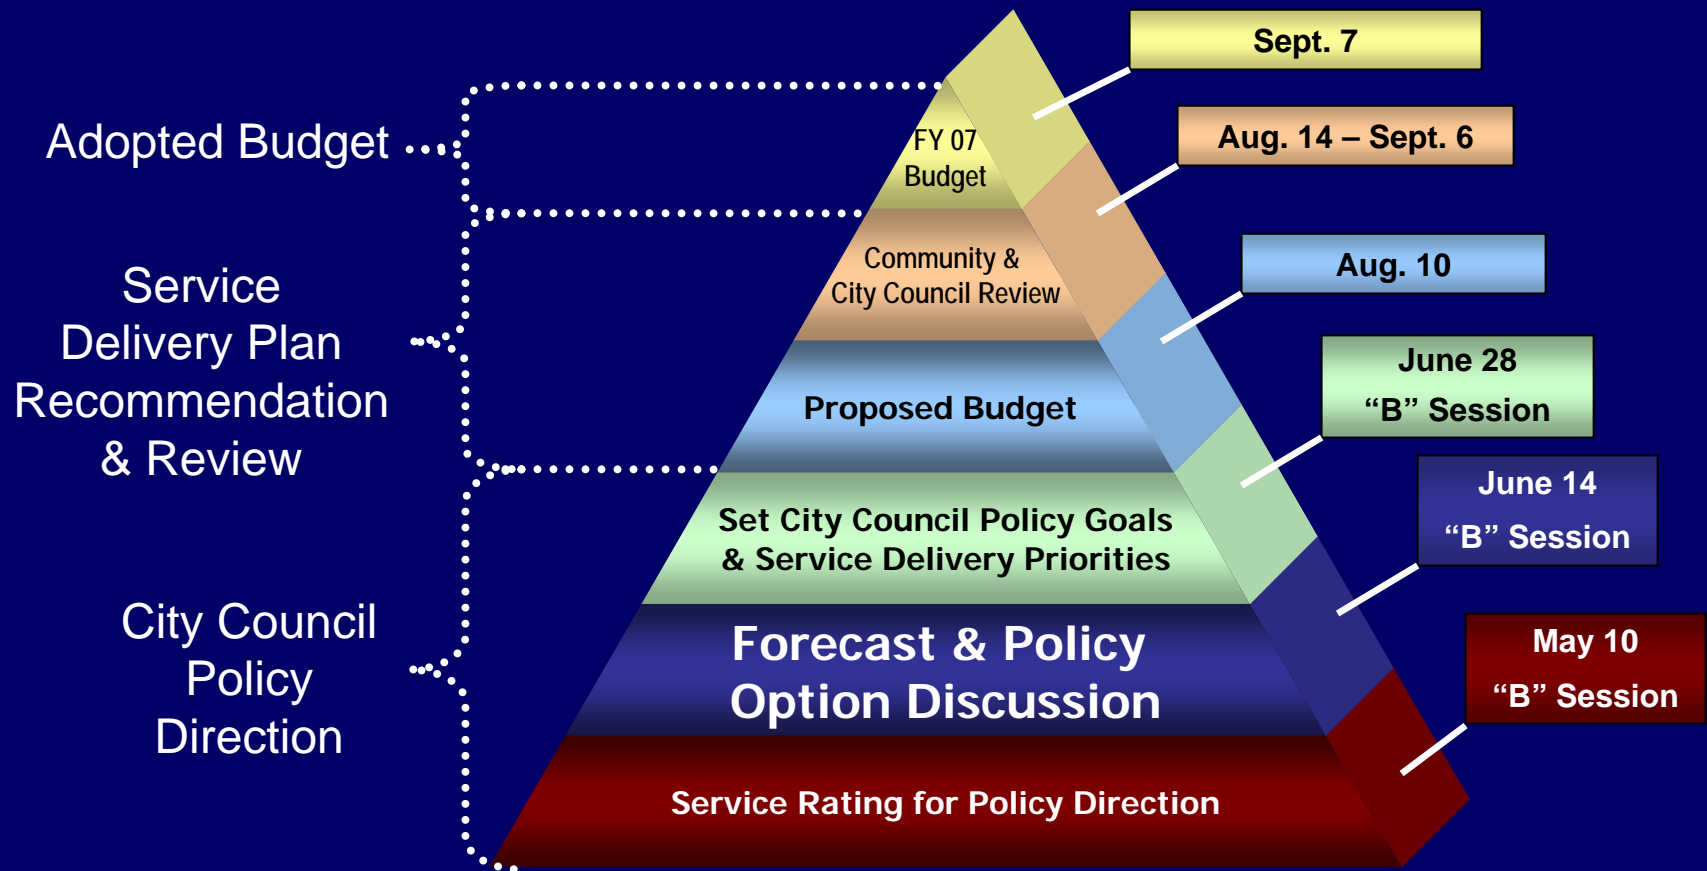 Adopted Budget
Service
Delivery Plan
Recommendation
& Review
City Council
Policy
Direction
FY 07
Budget
Community &
City Council Review
Proposed Budget
Set City Council Policy Goals
& Service Delivery Priorities
Forecast & Policy
Option Discussion
Service Rating for Policy Direction
Sept. 7
Aug. 14 – Sept. 6
Aug. 10
June 28
“B” Session
June 14
“B” Session
May 10
“B” Session